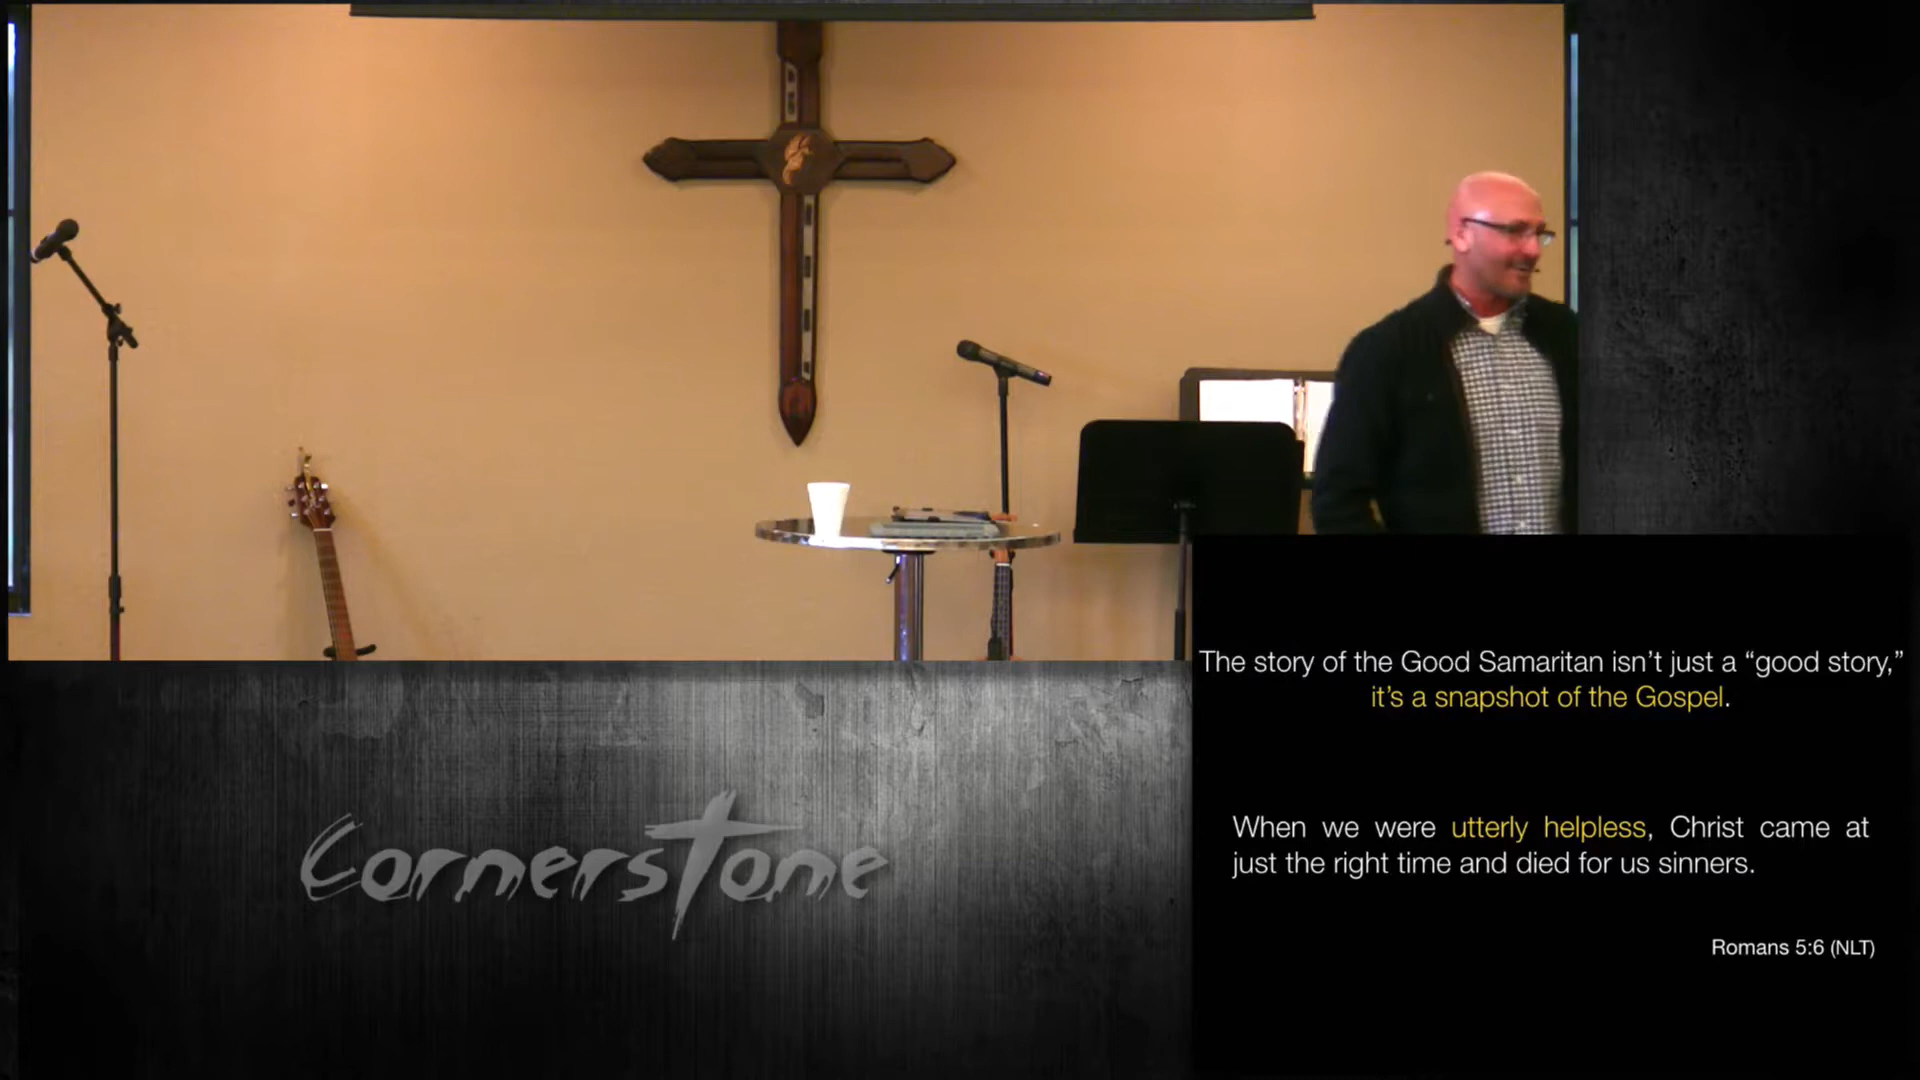 The story of the Good Samaritan isn't just a “good story,”
it's a snapshot of the Gospel.
When we were utterly helpless, Christ came at
just the right time and died for us sinners.
Romans 5:6 (NLT)
Cornerstone